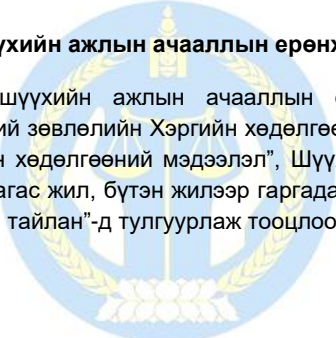 үүхийн ажлын ачааллын ерөнх
шүүхийн ажлын ачааллын
ий зөвлөлийн Хэргийн хөдөлгөө
н хөдөлгөөний мэдээлэл”, Шүү
агас жил, бүтэн жилээр гаргада
тайлан”-д тулгуурлаж тооцлоо